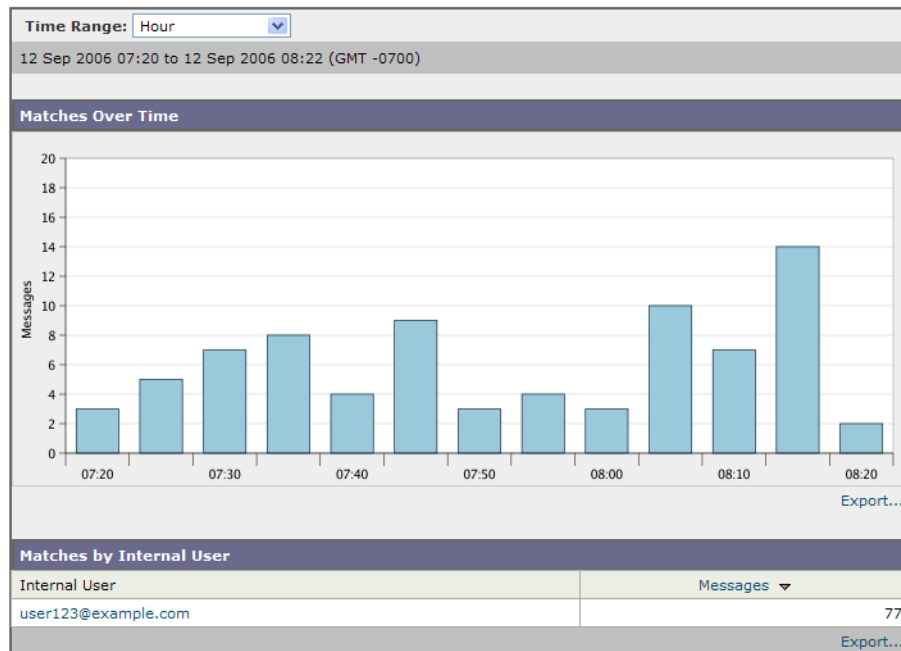 Time Range: Hour
12 Sep 2006 07:20 to 12 Sep 2006 08:22 (GMT -0700)
Matches Over Time
20
18
16
14
12
10
8
6
4
2
0
Messages
07:20 07:30 07:40 07:50 08:00 08:10 08:20
Export...
Matches by Internal User
Internal User Messages
user123@example.com 77
Export...